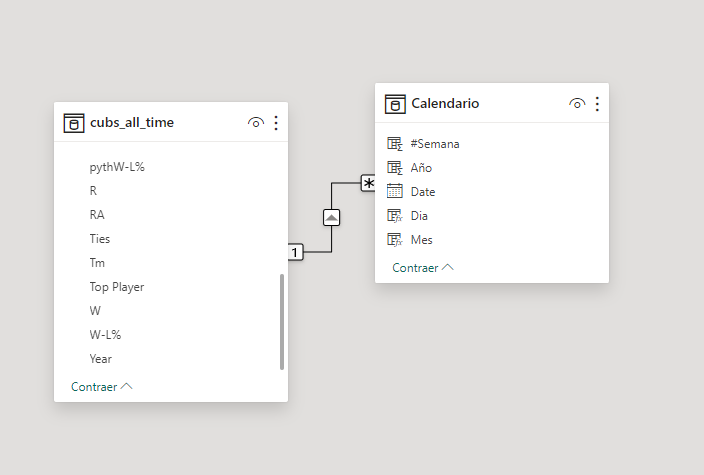 cubs_all_time
pythW-L%
R
RA
Ties
Tm
Top Player
W
W-L%
Year
Contraer
1
*
Calendario
#Semana
Año
Date
Dia
Mes
Contraer